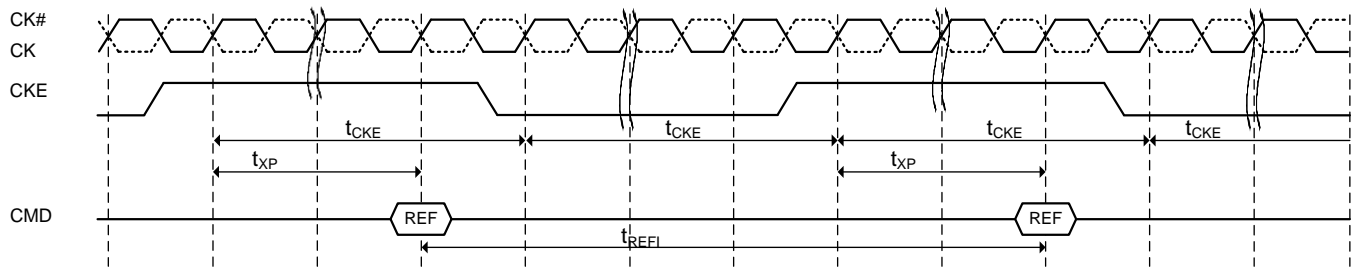 CK#
CK
CKE
tCKE tCKE tCKE tCKE
tXP tXP
CMD REF REF
tREFI